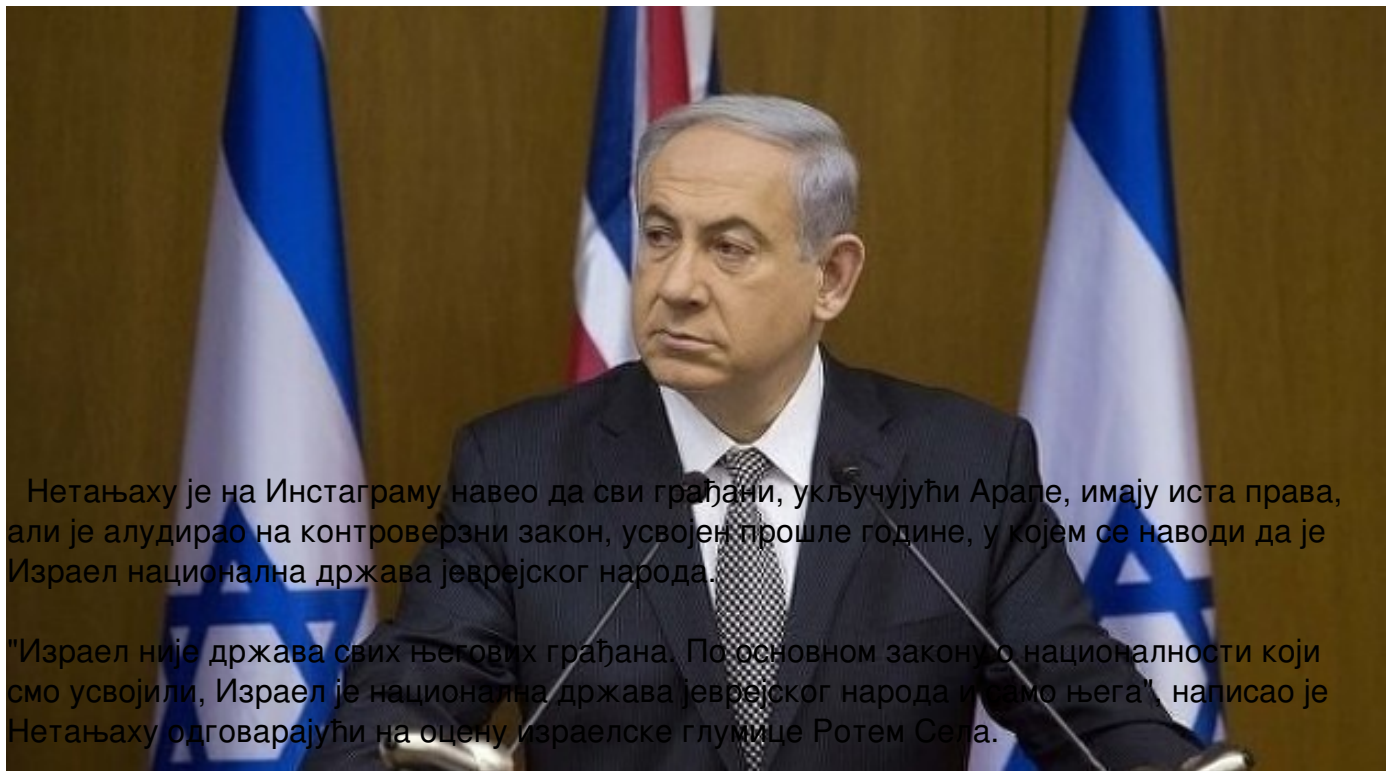 Нетањаху је на Инстаграму навео да сви грађани, укључујући Арапе, имају иста права,
али је алудирао на контроверзни закон, усвојен прошле године, у којем се наводи да је
Израел национална држава јеврејског народа.
"Израел није држава свих његових грађана. По основном закону о националности који
смо усвојили, Израел је национална држава јеврејског народа и само њега", написао је
Нетањаху одговарајући на оцену израелске глумице Ротем Села.